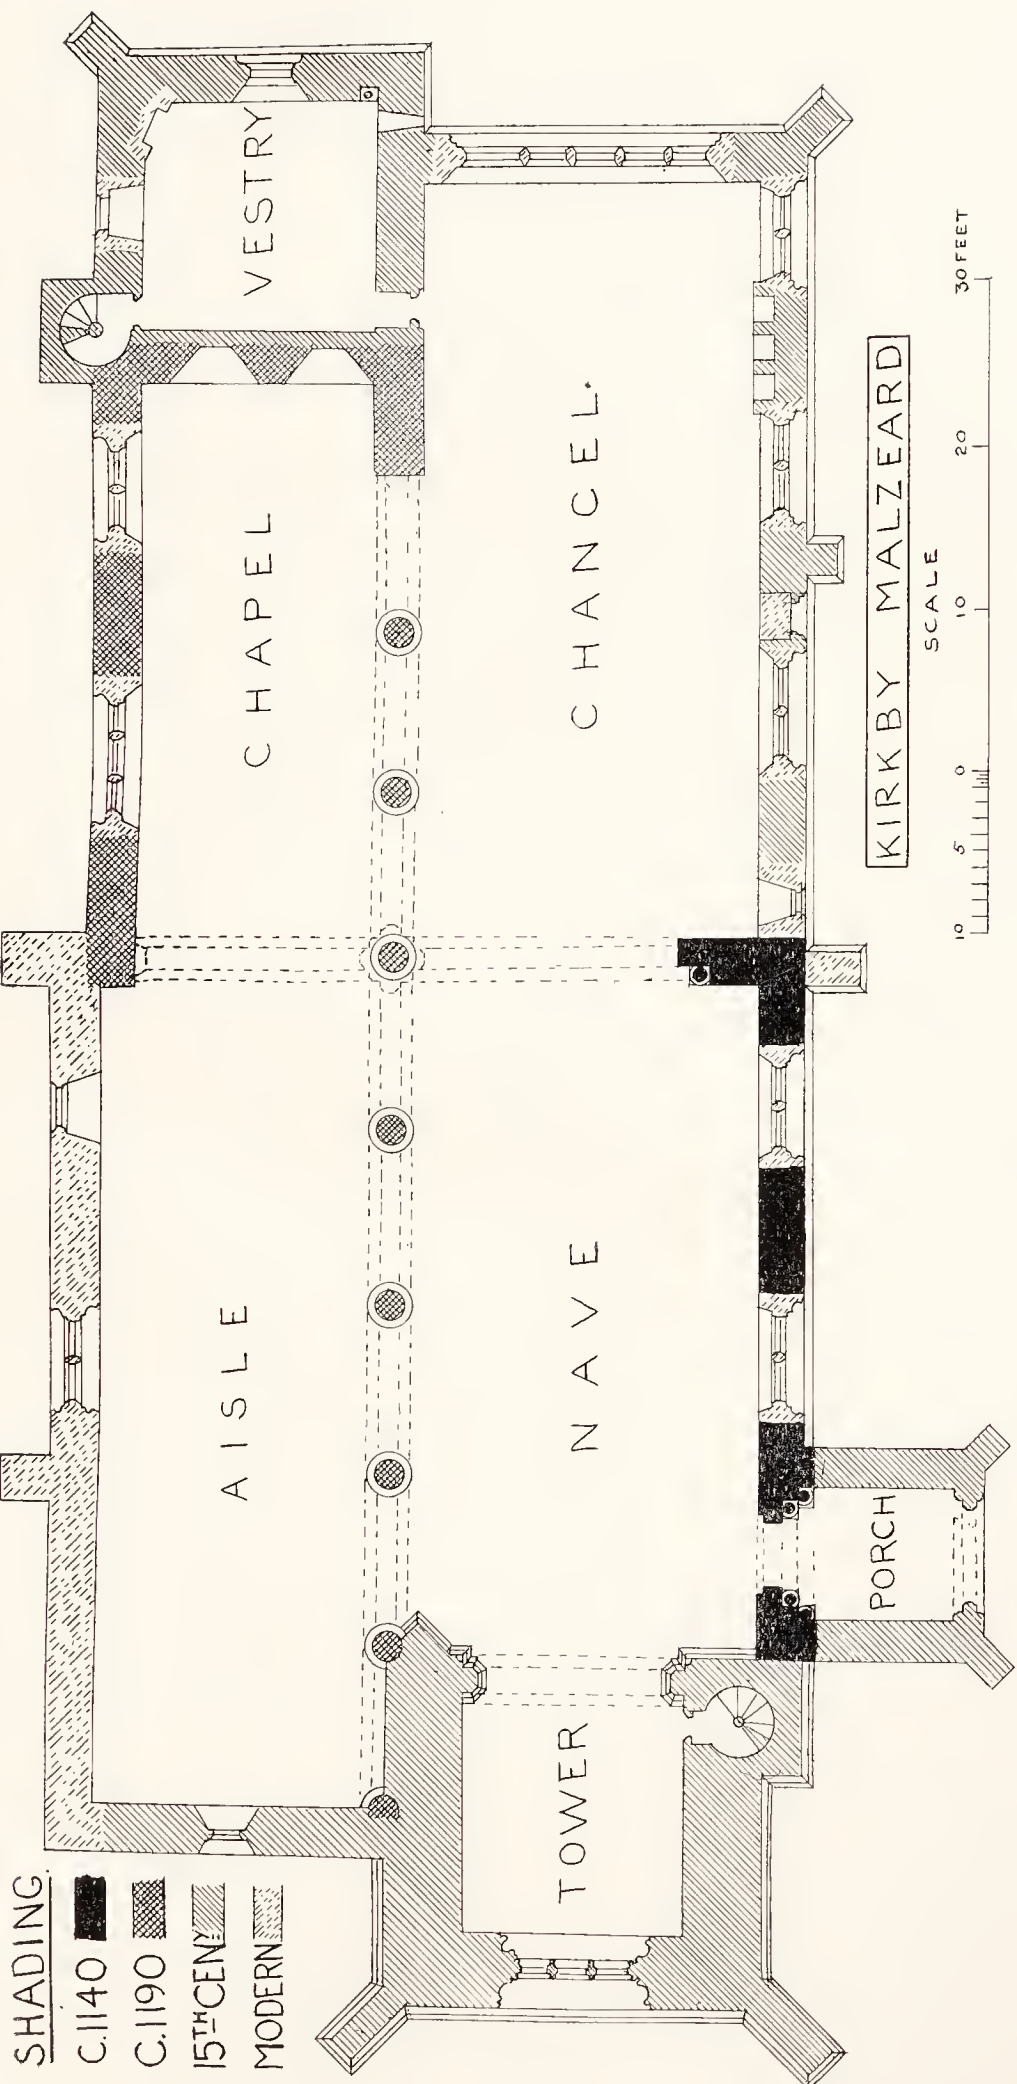 SHADING
C.1140
C.1190
15TH CENY
MODERN
VESTRY
CHAPEL
CHANCEL.
AISLE
NAVE
TOWER
PORCH
KIRKBY MALZEARD
SCALE
10 5 0 10 20 30 FEET